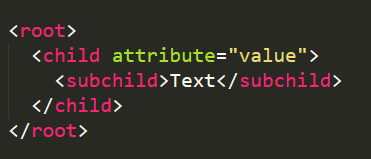 <root>
  <child attribute="value">
    <subchild>Text</subchild>
  </child>
</root>